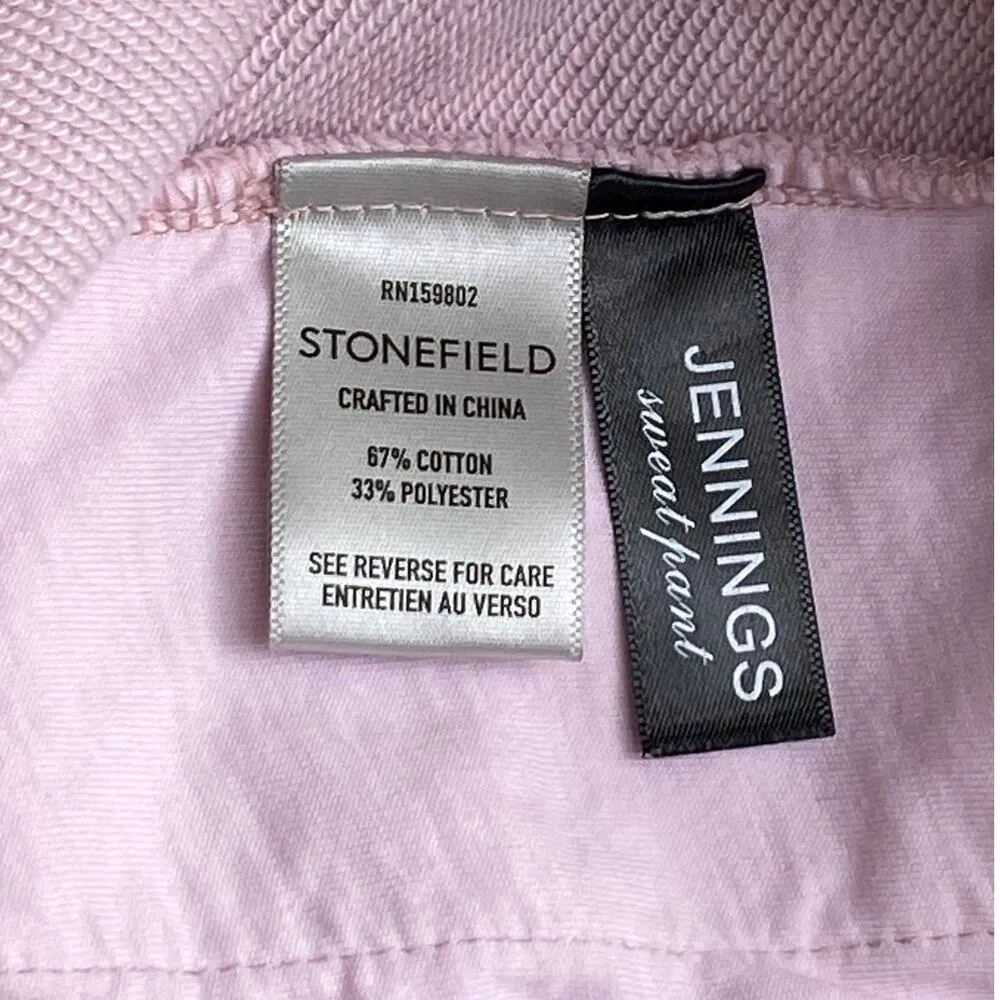 RN159802
STONEFIELD
CRAFTED IN CHINA
67% COTTON
33% POLYESTER
SEE REVERSE FOR CARE
ENTRETIEN AU VERSO
JENNINGS
sweat pant